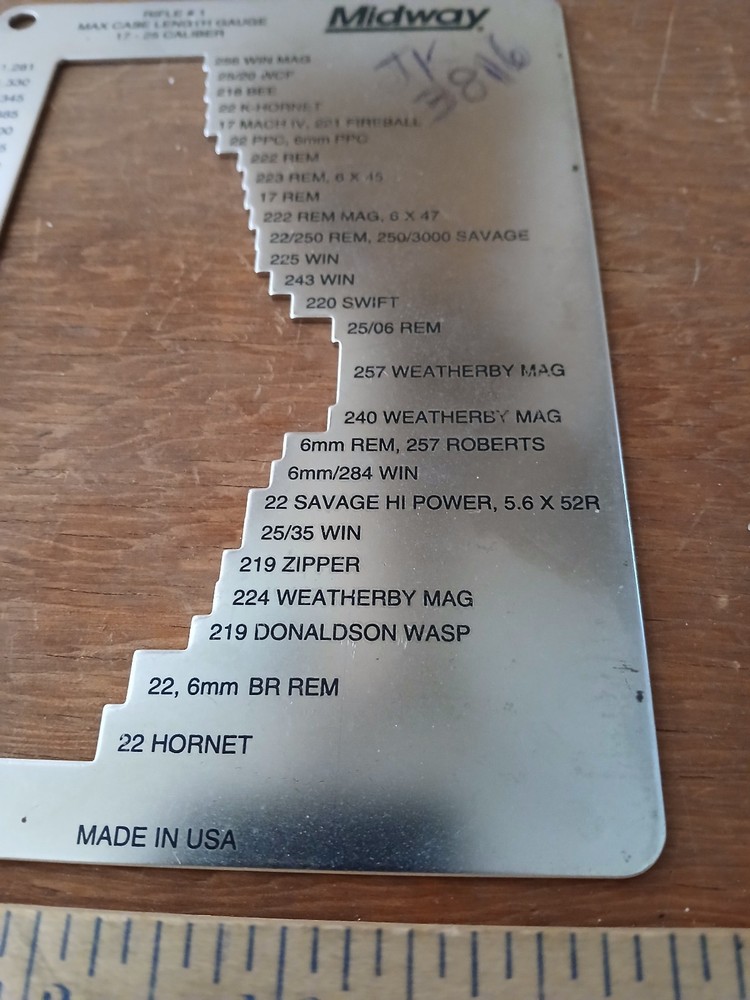 RIFLE # 1
MAX CASE LENGTH GAUGE
17 - 25 CALIBER
Midway
JK
38116
256 WIN MAG
25/20 WCF
218 BEE
22 K-HORNET
17 MACH IV, 221 FIREBALL
22 PPC, 6mm PPC
222 REM
223 REM, 6 X 45
17 REM
222 REM MAG, 6 X 47
22/250 REM, 250/3000 SAVAGE
225 WIN
243 WIN
220 SWIFT
25/06 REM
257 WEATHERBY MAG
240 WEATHERBY MAG
6mm REM, 257 ROBERTS
6mm/284 WIN
22 SAVAGE HI POWER, 5.6 X 52R
25/35 WIN
219 ZIPPER
224 WEATHERBY MAG
219 DONALDSON WASP
22, 6mm BR REM
22 HORNET
MADE IN USA